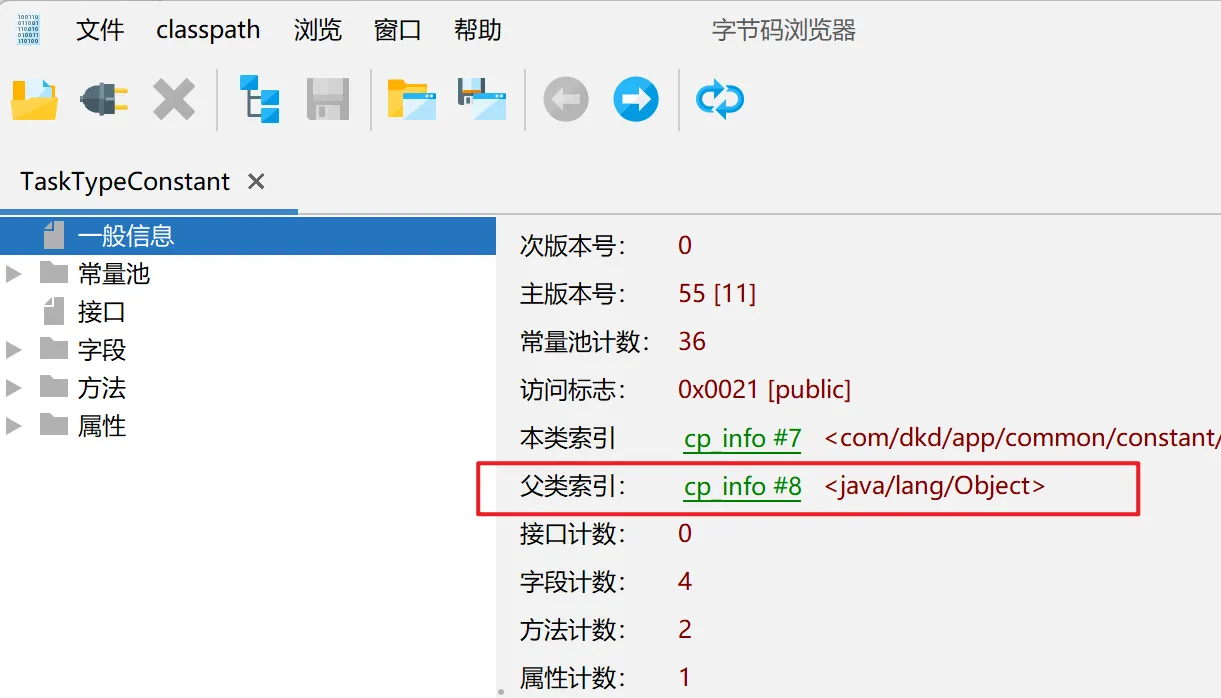 文件 classpath 浏览 窗口 帮助 字节码浏览器
TaskTypeConstant
一般信息
常量池
接口
字段
方法
属性
次版本号： 0
主版本号： 55 [11]
常量池计数： 36
访问标志： 0x0021 [public]
本类索引 cp_info #7 <com/dkd/app/common/constant/
父类索引： cp_info #8 <java/lang/Object>
接口计数： 0
字段计数： 4
方法计数： 2
属性计数： 1